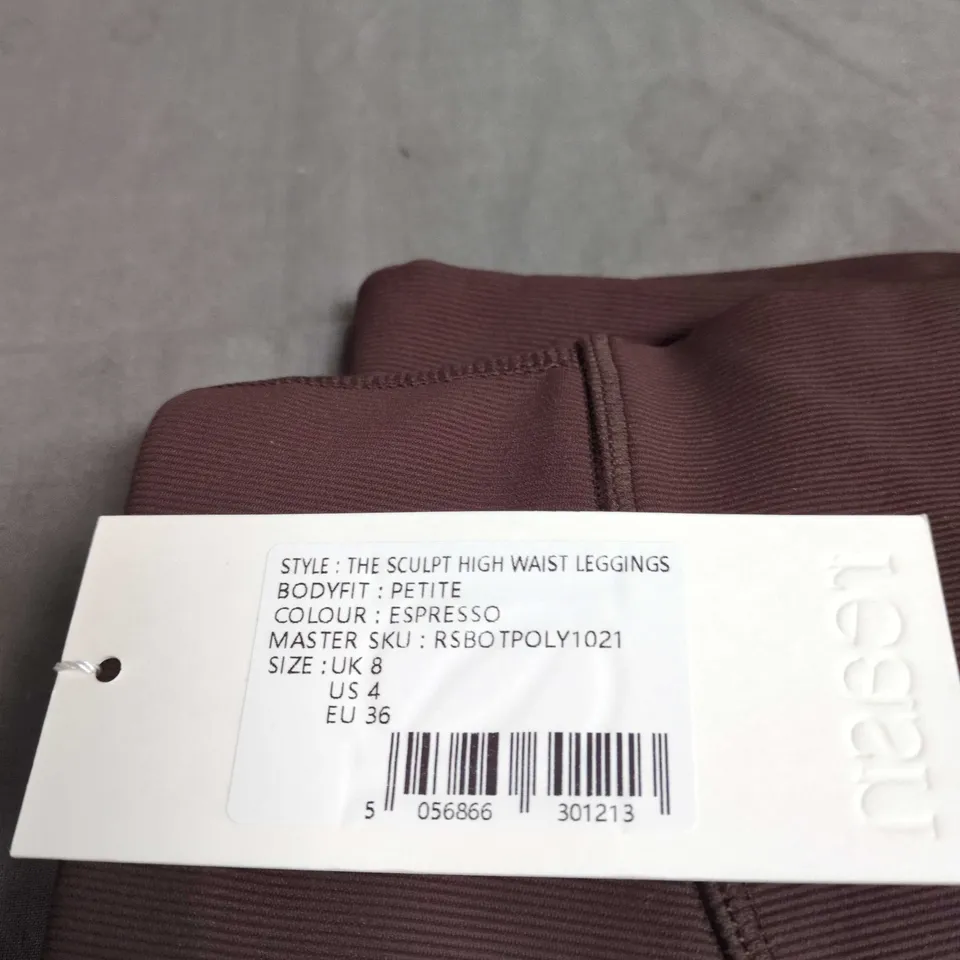 STYLE : THE SCULPT HIGH WAIST LEGGINGS
BODYFIT : PETITE
COLOUR : ESPRESSO
MASTER SKU : RSBOTPOLY1021
SIZE : UK 8
US 4
EU 36
5 056866 301213